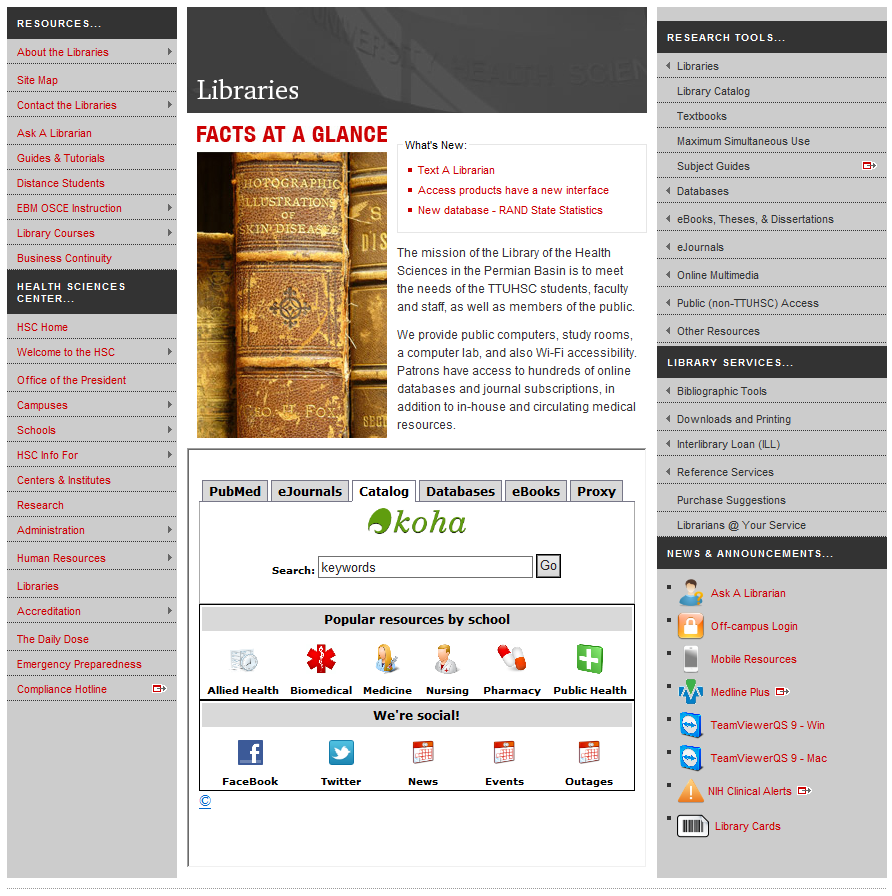 RESOURCES...
About the Libraries
Site Map
Contact the Libraries
Ask A Librarian
Guides & Tutorials
Distance Students
EBM OSCE Instruction
Library Courses
Business Continuity
HEALTH SCIENCES
CENTER...
HSC Home
Welcome to the HSC
Office of the President
Campuses
Schools
HSC Info For
Centers & Institutes
Research
Administration
Human Resources
Libraries
Accreditation
The Daily Dose
Emergency Preparedness
Compliance Hotline
Libraries
FACTS AT A GLANCE
PHOTOGRAPHIC
ILLUSTRATIONS
OF
SKIN DISEASES
GEO. H. FOX
What's New:
Text A Librarian
Access products have a new interface
New database - RAND State Statistics
The mission of the Library of the Health
Sciences in the Permian Basin is to meet
the needs of the TTUHSC students, faculty
and staff, as well as members of the public.
We provide public computers, study rooms,
a computer lab, and also Wi-Fi accessibility.
Patrons have access to hundreds of online
databases and journal subscriptions, in
addition to in-house and circulating medical
resources.
PubMed eJournals Catalog Databases eBooks Proxy
koha
Search: keywords Go
Popular resources by school
Allied Health Biomedical Medicine Nursing Pharmacy Public Health
We're social!
FaceBook Twitter News Events Outages
©
RESEARCH TOOLS...
Libraries
Library Catalog
Textbooks
Maximum Simultaneous Use
Subject Guides
Databases
eBooks, Theses, & Dissertations
eJournals
Online Multimedia
Public (non-TTUHSC) Access
Other Resources
LIBRARY SERVICES...
Bibliographic Tools
Downloads and Printing
Interlibrary Loan (ILL)
Reference Services
Purchase Suggestions
Librarians @ Your Service
NEWS & ANNOUNCEMENTS...
Ask A Librarian
Off-campus Login
Mobile Resources
Medline Plus
TeamViewerQS 9 - Win
TeamViewerQS 9 - Mac
NIH Clinical Alerts
Library Cards